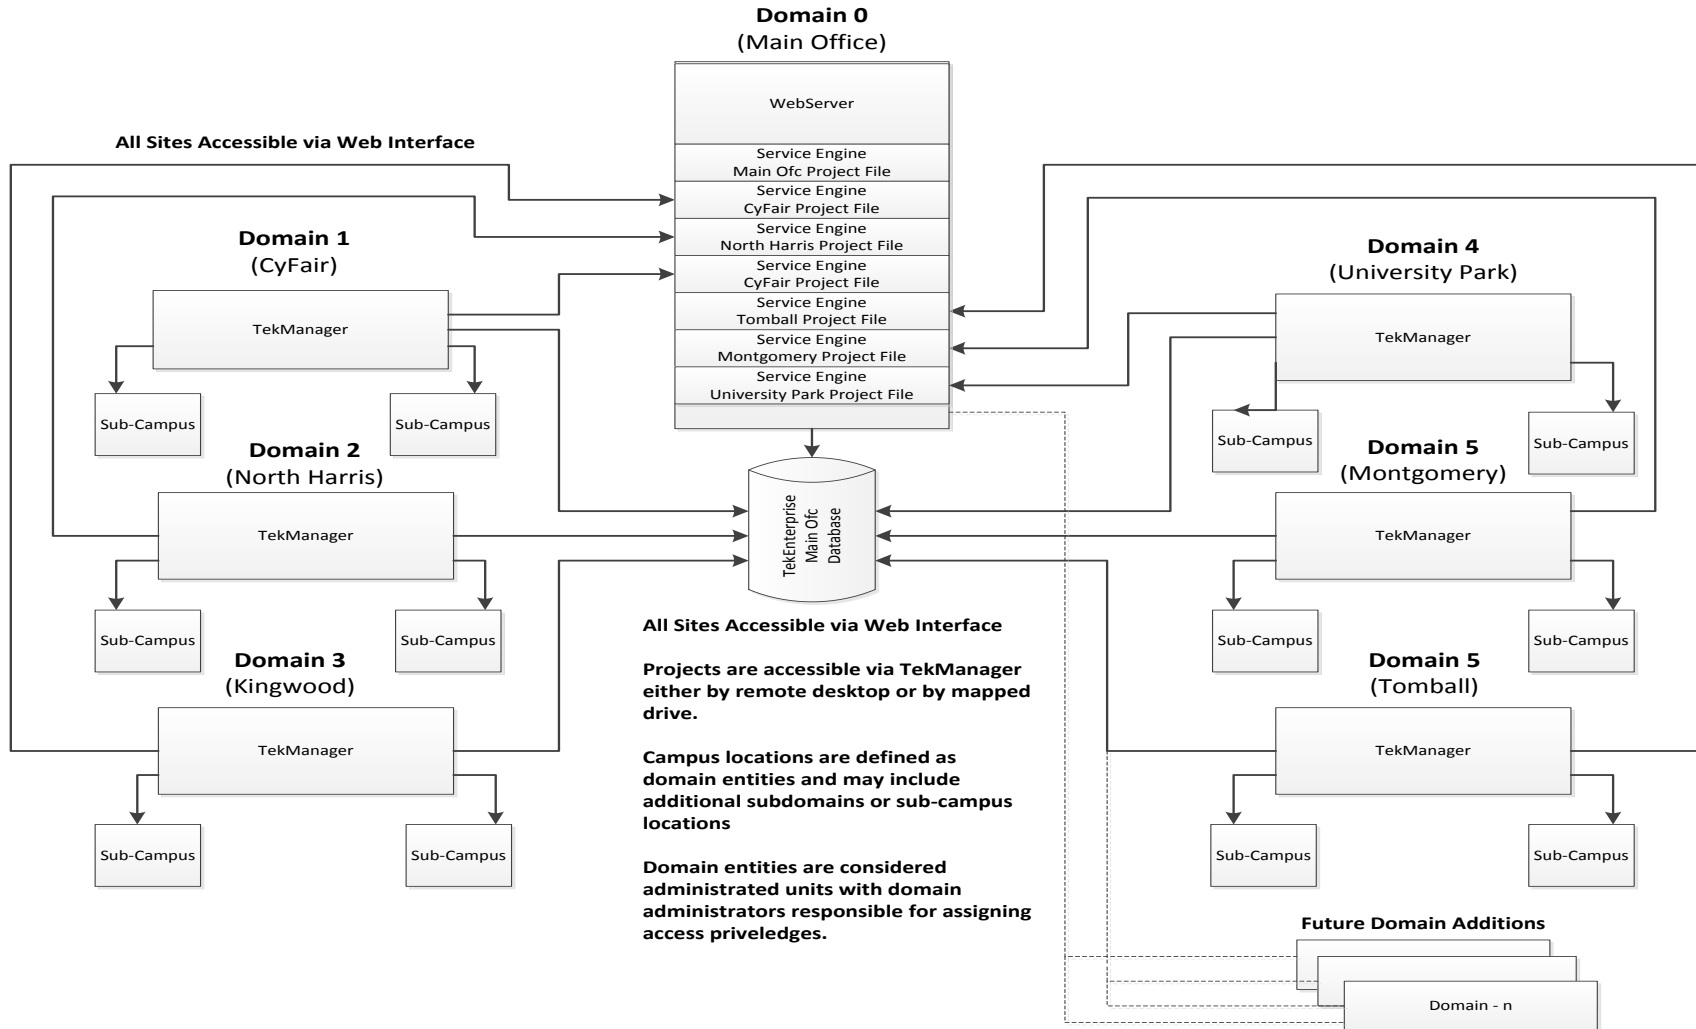 Domain 0
(Main Office)
WebServer
Service Engine
Main Ofc Project File
Service Engine
CyFair Project File
Service Engine
North Harris Project File
Service Engine
CyFair Project File
Service Engine
Tomball Project File
Service Engine
Montgomery Project File
Service Engine
University Park Project File
All Sites Accessible via Web Interface
Domain 1
(CyFair)
TekManager
Sub-Campus
Sub-Campus
Domain 2
(North Harris)
TekManager
Sub-Campus
Sub-Campus
Domain 3
(Kingwood)
TekManager
Sub-Campus
Sub-Campus
TekEnterprise
Main Ofc
Database
All Sites Accessible via Web Interface
Projects are accessible via TekManager
either by remote desktop or by mapped
drive.
Campus locations are defined as
domain entities and may include
additional subdomains or sub-campus
locations
Domain entities are considered
administrated units with domain
administrators responsible for assigning
access priveledges.
Domain 4
(University Park)
TekManager
Sub-Campus
Sub-Campus
Domain 5
(Montgomery)
TekManager
Sub-Campus
Sub-Campus
Domain 5
(Tomball)
TekManager
Sub-Campus
Sub-Campus
Future Domain Additions
Domain - n